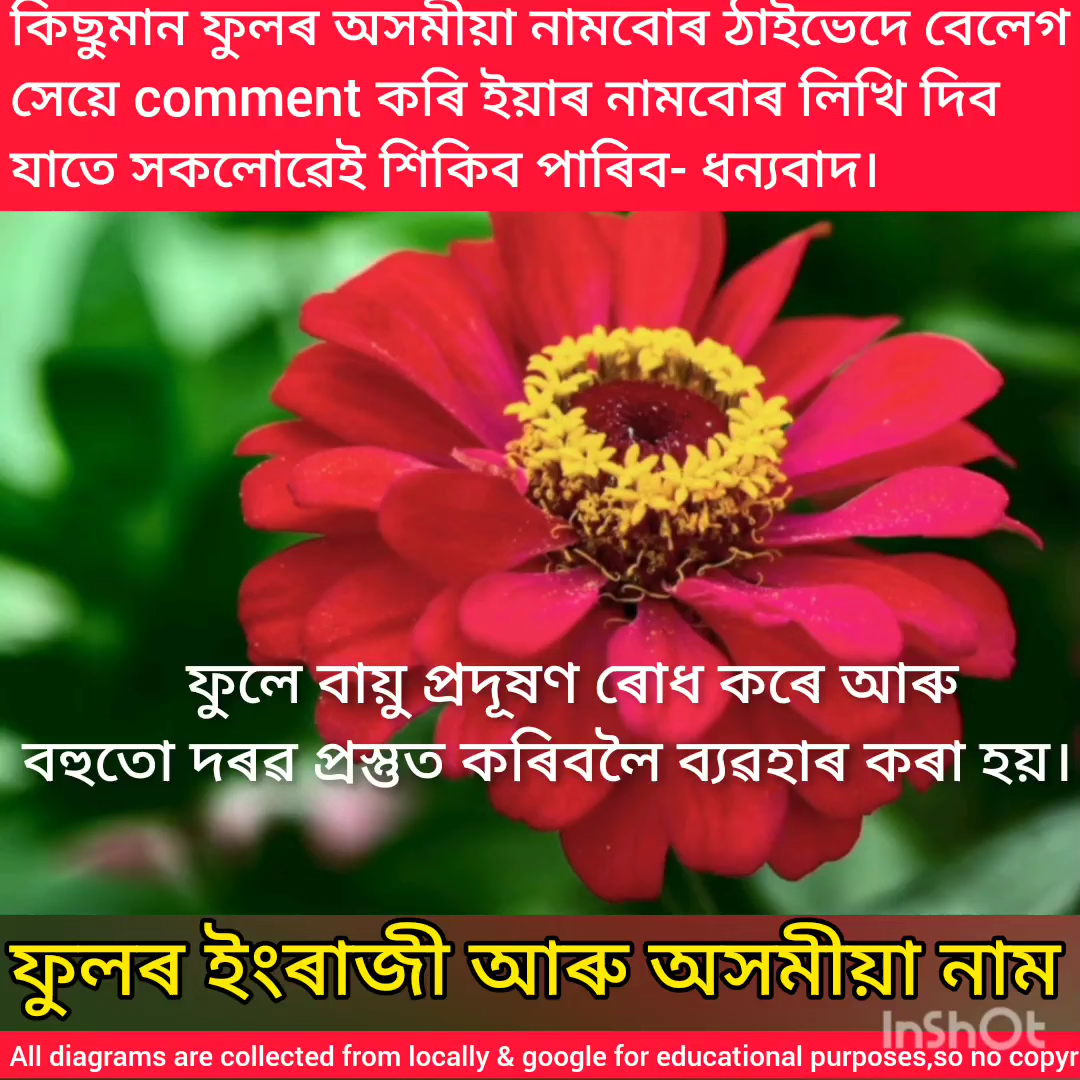 কিছুমান ফুলৰ অসমীয়া নামবোৰ ঠাইভেদে বেলেগ
সেয়ে comment কৰি ইয়াৰ নামবোৰ লিখি দিব
যাতে সকলোৱেই শিকিব পাৰিব- ধন্যবাদ।
ফুলে বায়ু প্ৰদূষণ ৰোধ কৰে আৰু
বহুতো দৰৱ প্ৰস্তুত কৰিবলৈ ব্যৱহাৰ কৰা হয়।
ফুলৰ ইংৰাজী আৰু অসমীয়া নাম
InShOt
All diagrams are collected from locally & google for educational purposes,so no copyr